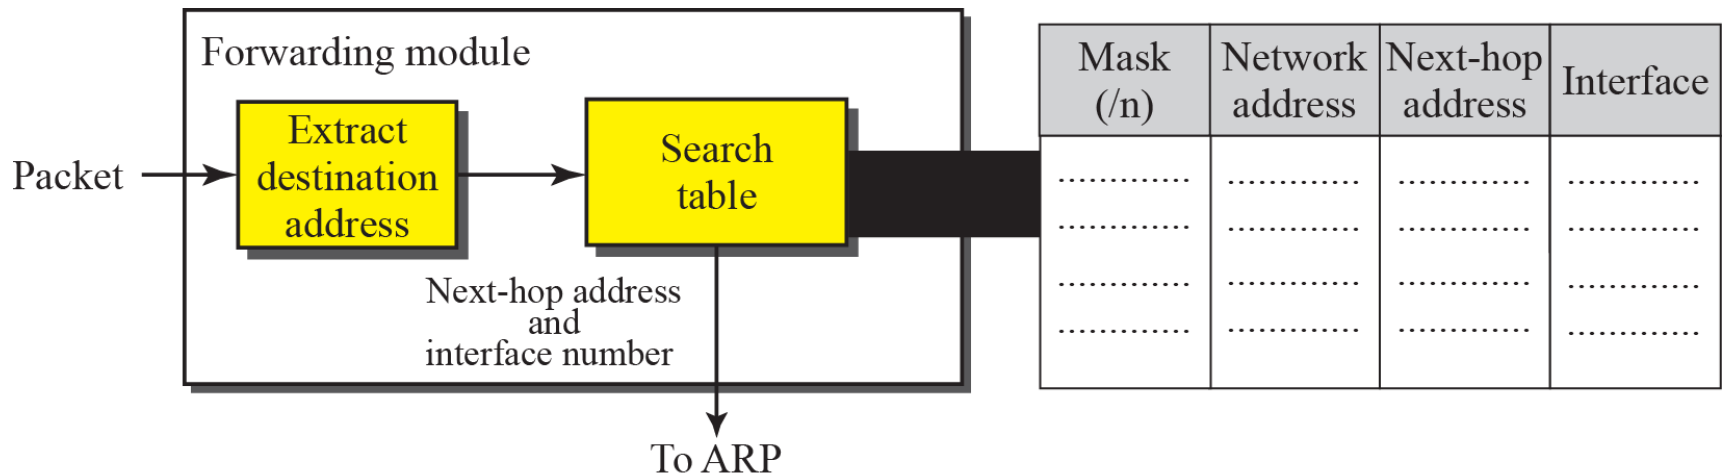 Forwarding module
Packet
Extract
destination
address
Search
table
Next-hop address
and
interface number
To ARP
Mask
(/n)
Network
address
Next-hop
address
Interface
............. ............. ............. .............
............. ............. ............. .............
............. ............. ............. .............
............. ............. ............. .............